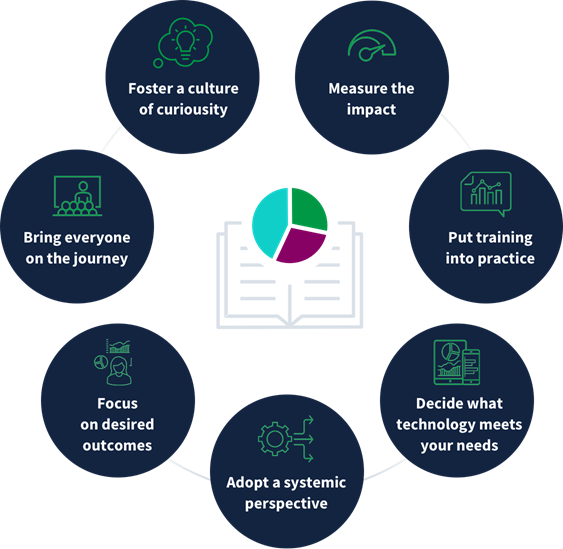 Foster a culture
of curiousity
Measure the
impact
Bring everyone
on the journey
Put training
into practice
Focus
on desired
outcomes
Decide what
technology meets
your needs
Adopt a systemic
perspective